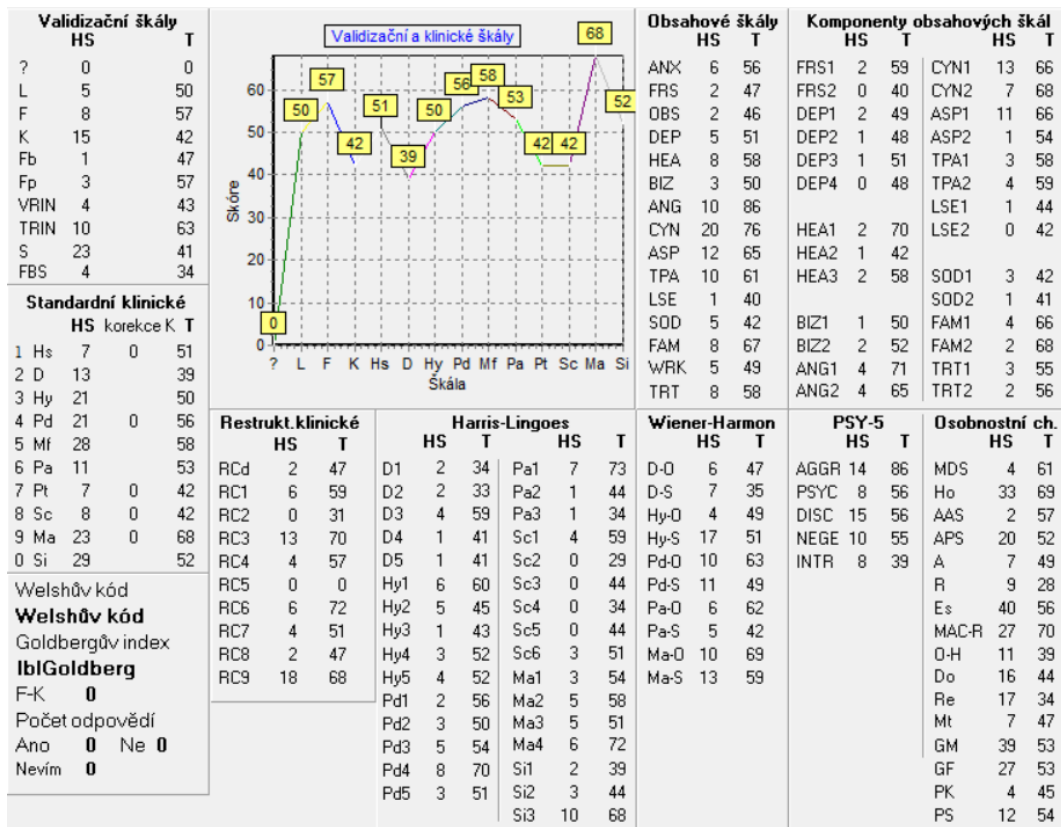 Validizační škály
HS T
? 0 0
L 5 50
F 8 57
K 15 42
Fb 1 47
Fp 3 57
VRIN 4 43
TRIN 10 63
S 23 41
FBS 4 34
Standardní klinické
HS korekce K T
1 Hs 7 0 51
2 D 13 39
3 Hy 21 50
4 Pd 21 0 56
5 Mf 28 58
6 Pa 11 53
7 Pt 7 0 42
8 Sc 8 0 42
9 Ma 23 0 68
0 Si 29 52
Welshův kód
Welshův kód
Goldbergův index
lblGoldberg
F-K 0
Počet odpovědí
Ano 0 Ne 0
Nevím 0
Validizační a klinické škály
Skóre
60
50
40
30
20
10
0
0 50 57 42 51 39 50 56 58 53 42 42 68 52
? L F K Hs D Hy Pd Mf Pa Pt Sc Ma Si
Škála
Obsahové škály
HS T
ANX 6 56
FRS 2 47
OBS 2 46
DEP 5 51
HEA 8 58
BIZ 3 50
ANG 10 86
CYN 20 76
ASP 12 65
TPA 10 61
LSE 1 40
SOD 5 42
FAM 8 67
WRK 5 49
TRT 8 58
Komponenty obsahových škál
HS T HS T
FRS1 2 59 CYN1 13 66
FRS2 0 40 CYN2 7 68
DEP1 2 49 ASP1 11 66
DEP2 1 48 ASP2 1 54
DEP3 1 51 TPA1 3 58
DEP4 0 48 TPA2 4 59
LSE1 1 44
HEA1 2 70 LSE2 0 42
HEA2 1 42
HEA3 2 58 SOD1 3 42
SOD2 1 41
BIZ1 1 50 FAM1 4 66
BIZ2 2 52 FAM2 2 68
ANG1 4 71 TRT1 3 55
ANG2 4 65 TRT2 2 56
Restrukt.klinické
HS T
RCd 2 47
RC1 6 59
RC2 0 31
RC3 13 70
RC4 4 57
RC5 0 0
RC6 6 72
RC7 4 51
RC8 2 47
RC9 18 68
Harris-Lingoes
HS T HS T
D1 2 34 Pa1 7 73
D2 2 33 Pa2 1 44
D3 4 59 Pa3 1 34
D4 1 41 Sc1 4 59
D5 1 41 Sc2 0 29
Hy1 6 60 Sc3 0 44
Hy2 5 45 Sc4 0 34
Hy3 1 43 Sc5 0 44
Hy4 3 52 Sc6 3 51
Hy5 4 52 Ma1 3 54
Pd1 2 56 Ma2 5 58
Pd2 3 50 Ma3 5 51
Pd3 5 54 Ma4 6 72
Pd4 8 70 Si1 2 39
Pd5 3 51 Si2 3 44
Si3 10 68
Wiener-Harmon
HS T
D-O 6 47
D-S 7 35
Hy-O 4 49
Hy-S 17 51
Pd-O 10 63
Pd-S 11 49
Pa-O 6 62
Pa-S 5 42
Ma-O 10 69
Ma-S 13 59
PSY-5
HS T
AGGR 14 86
PSYC 8 56
DISC 15 56
NEGE 10 55
INTR 8 39
Osobnostní ch.
HS T
MDS 4 61
Ho 33 69
AAS 2 57
APS 20 52
A 7 49
R 9 28
Es 40 56
MAC-R 27 70
O-H 11 39
Do 16 44
Re 17 34
Mt 7 47
GM 39 53
GF 27 53
PK 4 45
PS 12 54